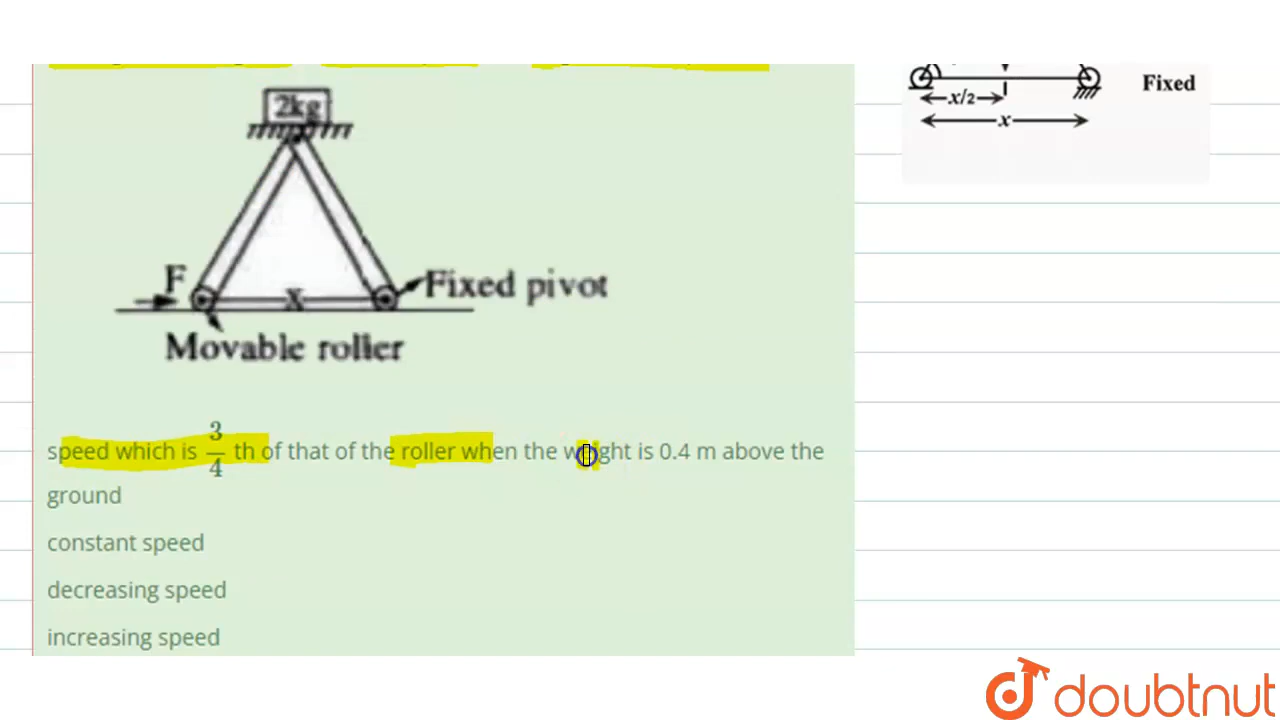 Fixed
x/2
x
2kg
F
X
Fixed pivot
Movable roller
speed which is 3/4 th of that of the roller when the weight is 0.4 m above the
ground
constant speed
decreasing speed
increasing speed
doubtnut